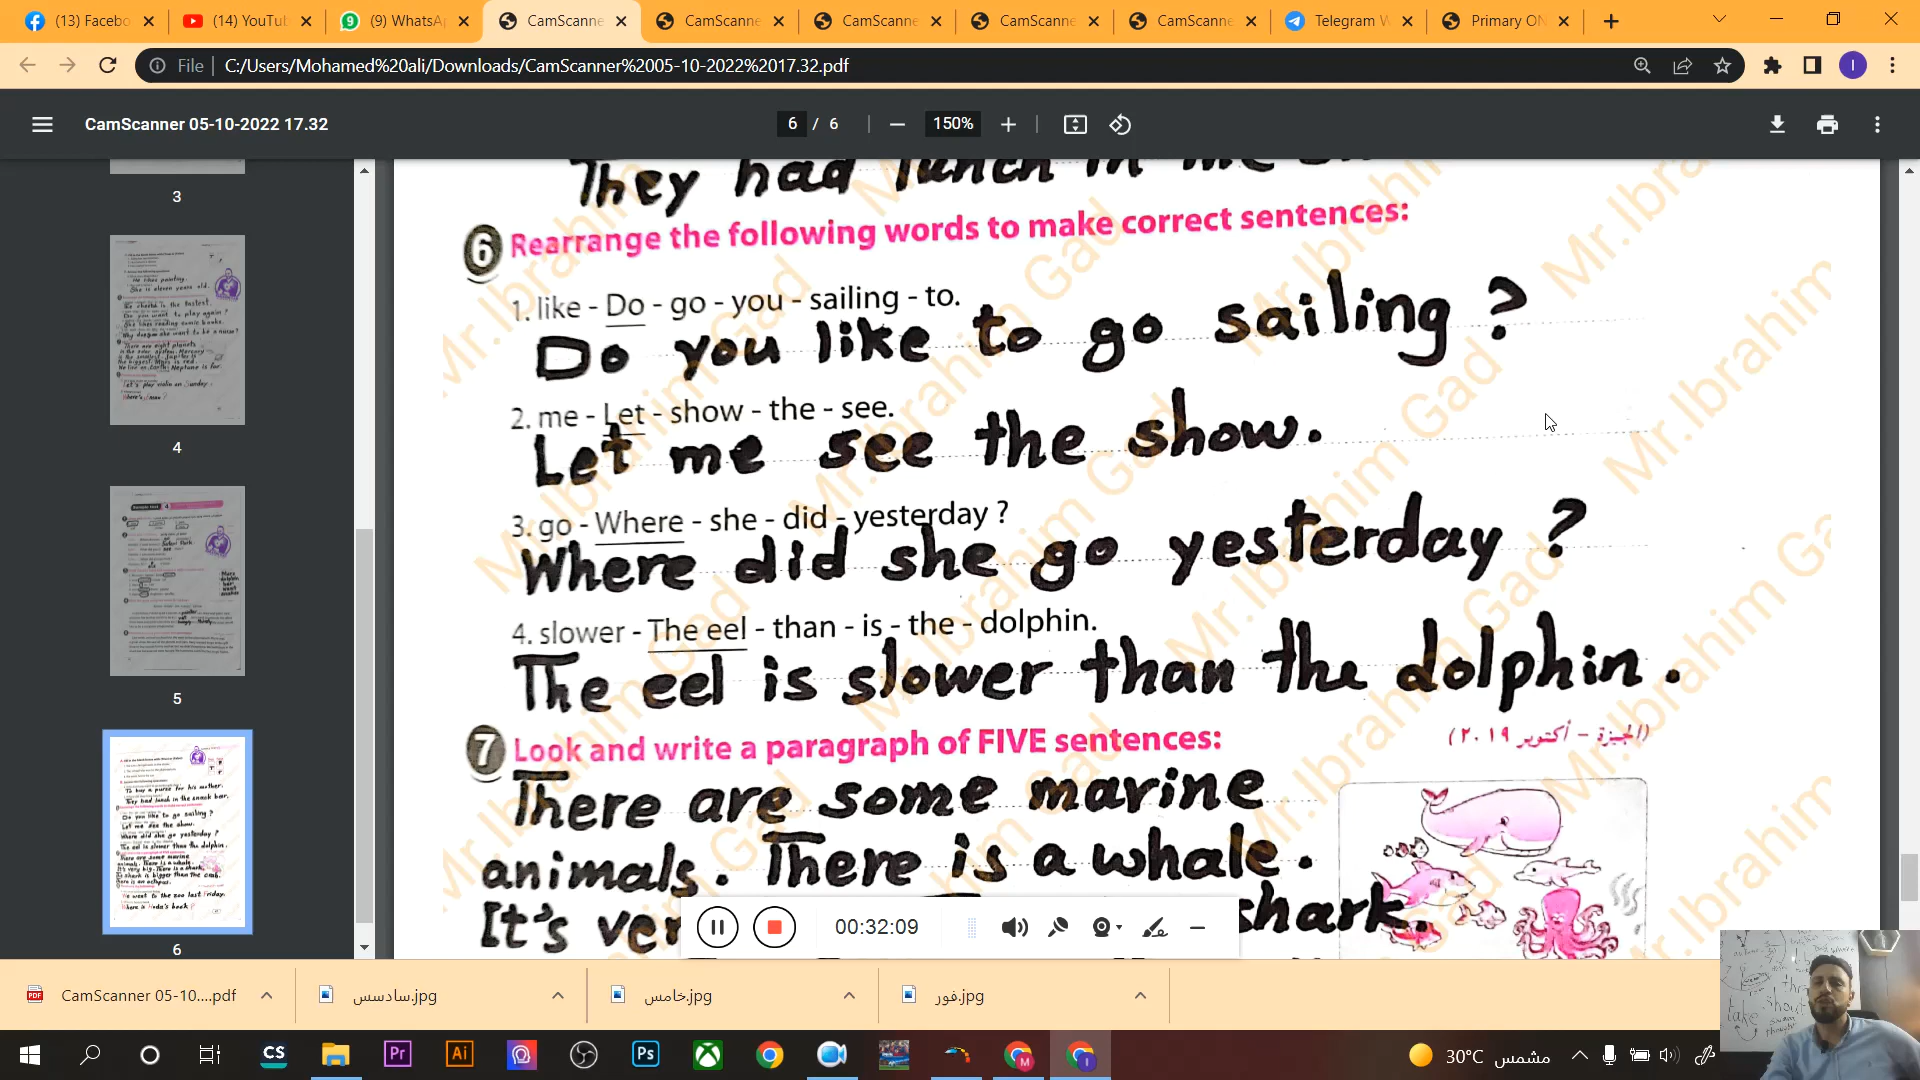 (13) Facebo
(14) YouTu
(9) WhatsA
CamScanne
CamScanne
CamScanne
CamScanne
CamScanne
Telegram W
Primary ON
File | C:/Users/Mohamed%20ali/Downloads/CamScanner%2005-10-2022%2017.32.pdf
CamScanner 05-10-2022 17.32
6 / 6
150%
3
4
5
6
They had lunch in
6 Rearrange the following words to make correct sentences:
1. like - Do - go - you - sailing - to.
Do you like to go sailing ?
2. me - Let - show - the - see.
Let me see the show.
3. go - Where - she - did - yesterday ?
Where did she go yesterday ?
4. slower - The eel - than - is - the - dolphin.
The eel is slower than the dolphin.
7 Look and write a paragraph of FIVE sentences:
(الجيزة - أكتوبر ٢٠١٩)
There are some marine
animals. There is a whale.
It's ver
shark
Mr.Ibrahim Gad
00:32:09
CamScanner 05-10....pdf
سادسس.jpg
خامس.jpg
فور.jpg
30°C مشمس